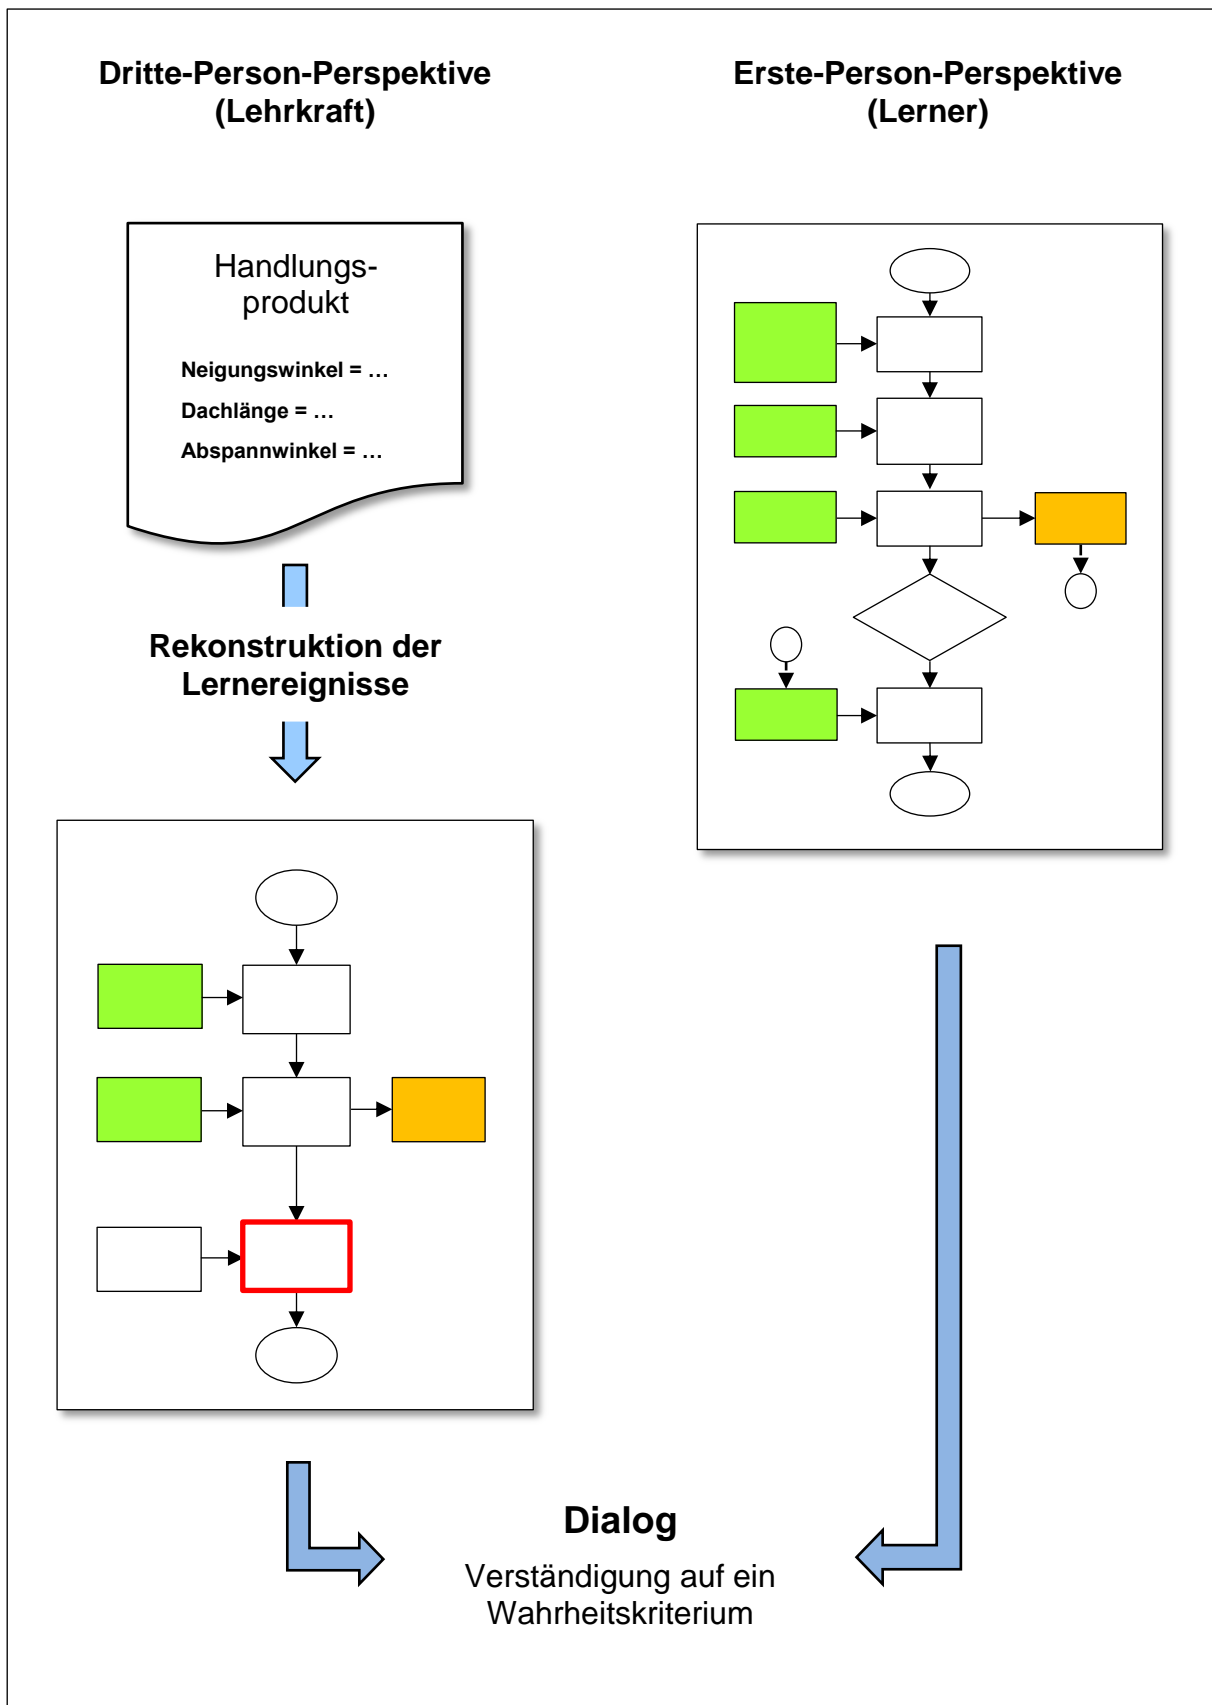 Dritte-Person-Perspektive
(Lehrkraft)
Erste-Person-Perspektive
(Lerner)
Handlungs-
produkt
Neigungswinkel = …
Dachlänge = …
Abspannwinkel = …
Rekonstruktion der
Lernereignisse
Dialog
Verständigung auf ein
Wahrheitskriterium